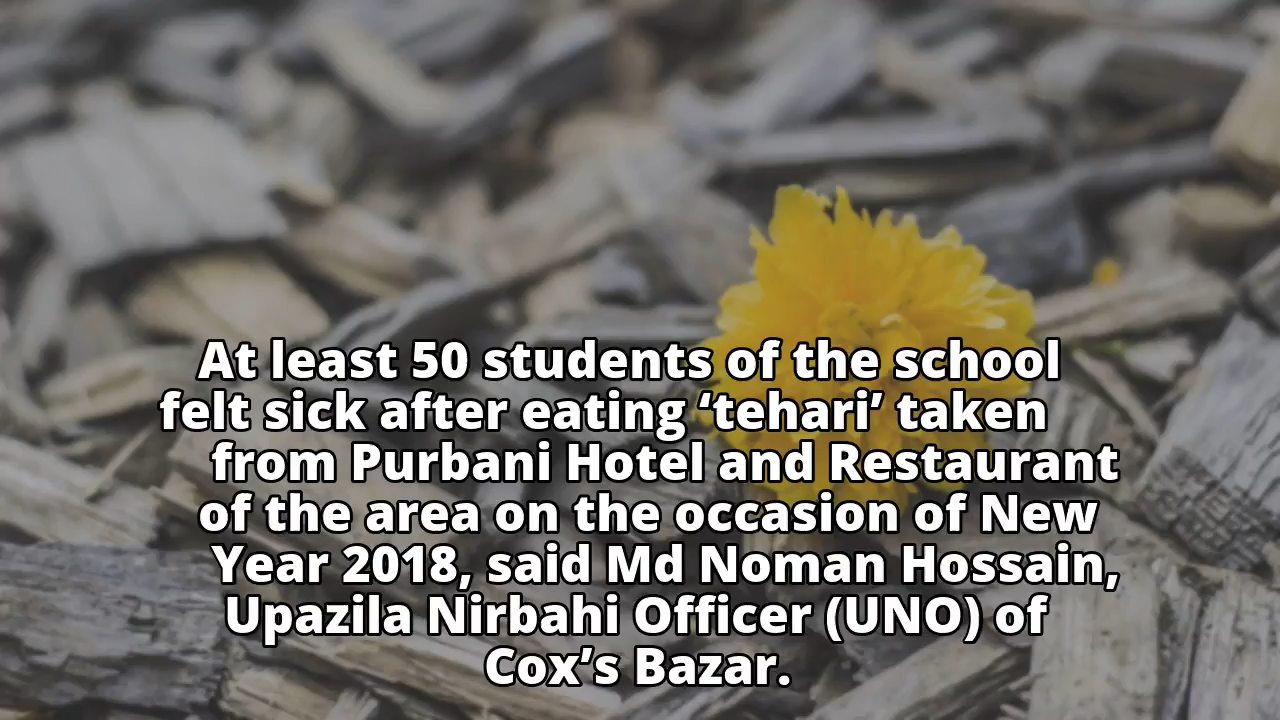 At least 50 students of the school
felt sick after eating ‘tehari’ taken
from Purbani Hotel and Restaurant
of the area on the occasion of New
Year 2018, said Md Noman Hossain,
Upazila Nirbahi Officer (UNO) of
Cox’s Bazar.